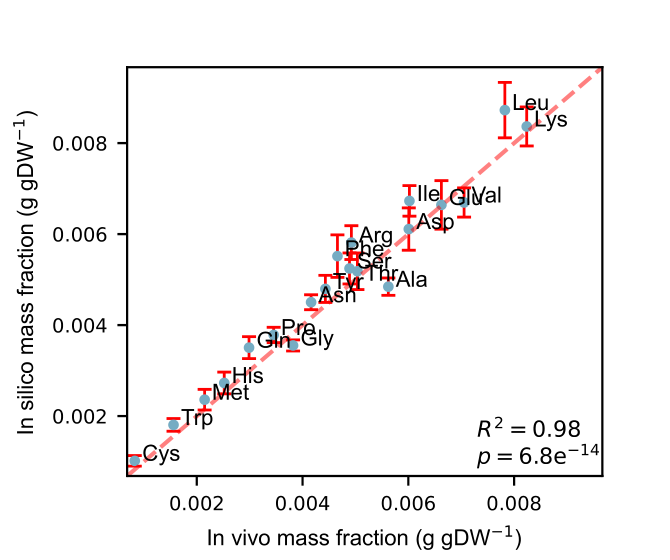 In silico mass fraction (g gDW⁻¹)
0.008
0.006
0.004
0.002
Leu
Lys
Ile
Glu
Val
Asp
Arg
Phe
Ser
Thr
Ala
Tyr
Asn
Pro
Gln
Gly
His
Met
Trp
Cys
R² = 0.98
p = 6.8e⁻¹⁴
0.002 0.004 0.006 0.008
In vivo mass fraction (g gDW⁻¹)